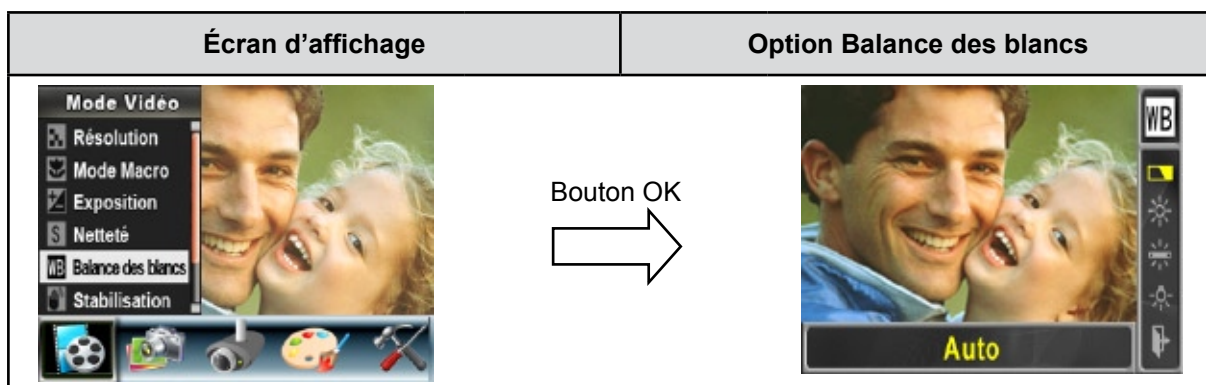 Écran d’affichage
Option Balance des blancs
Mode Vidéo
Résolution
Mode Macro
Exposition
S Netteté
WB Balance des blancs
Stabilisation
Bouton OK
WB
Auto